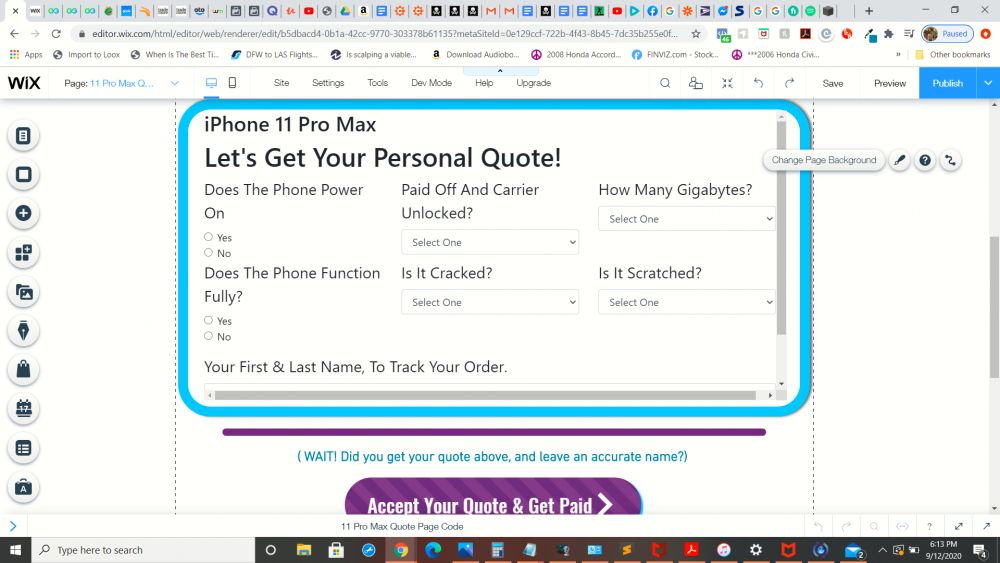 editor.wix.com/html/editor/web/renderer/edit/b5dbacd4-0b1a-42cc-9770-303378b61135?metaSiteId=0e129ccf-722b-4f43-8b45-7dc35b255e0f...
Paused
Apps
Import to Loox
When Is The Best Ti...
DFW to LAS Flights...
Is scalping a viable...
Download Audiobo...
2008 Honda Accord...
FINVIZ.com - Stock...
***2006 Honda Civi...
»
Other bookmarks
WiX
Page: 11 Pro Max Q...
Site
Settings
Tools
Dev Mode
Help
Upgrade
Save
Preview
Publish
iPhone 11 Pro Max
Let's Get Your Personal Quote!
Change Page Background
Does The Phone Power
On
Yes
No
Paid Off And Carrier
Unlocked?
Select One
How Many Gigabytes?
Select One
Does The Phone Function
Fully?
Yes
No
Is It Cracked?
Select One
Is It Scratched?
Select One
Your First & Last Name, To Track Your Order.
( WAIT! Did you get your quote above, and leave an accurate name?)
Accept Your Quote & Get Paid
11 Pro Max Quote Page Code
Type here to search
6:13 PM
9/12/2020